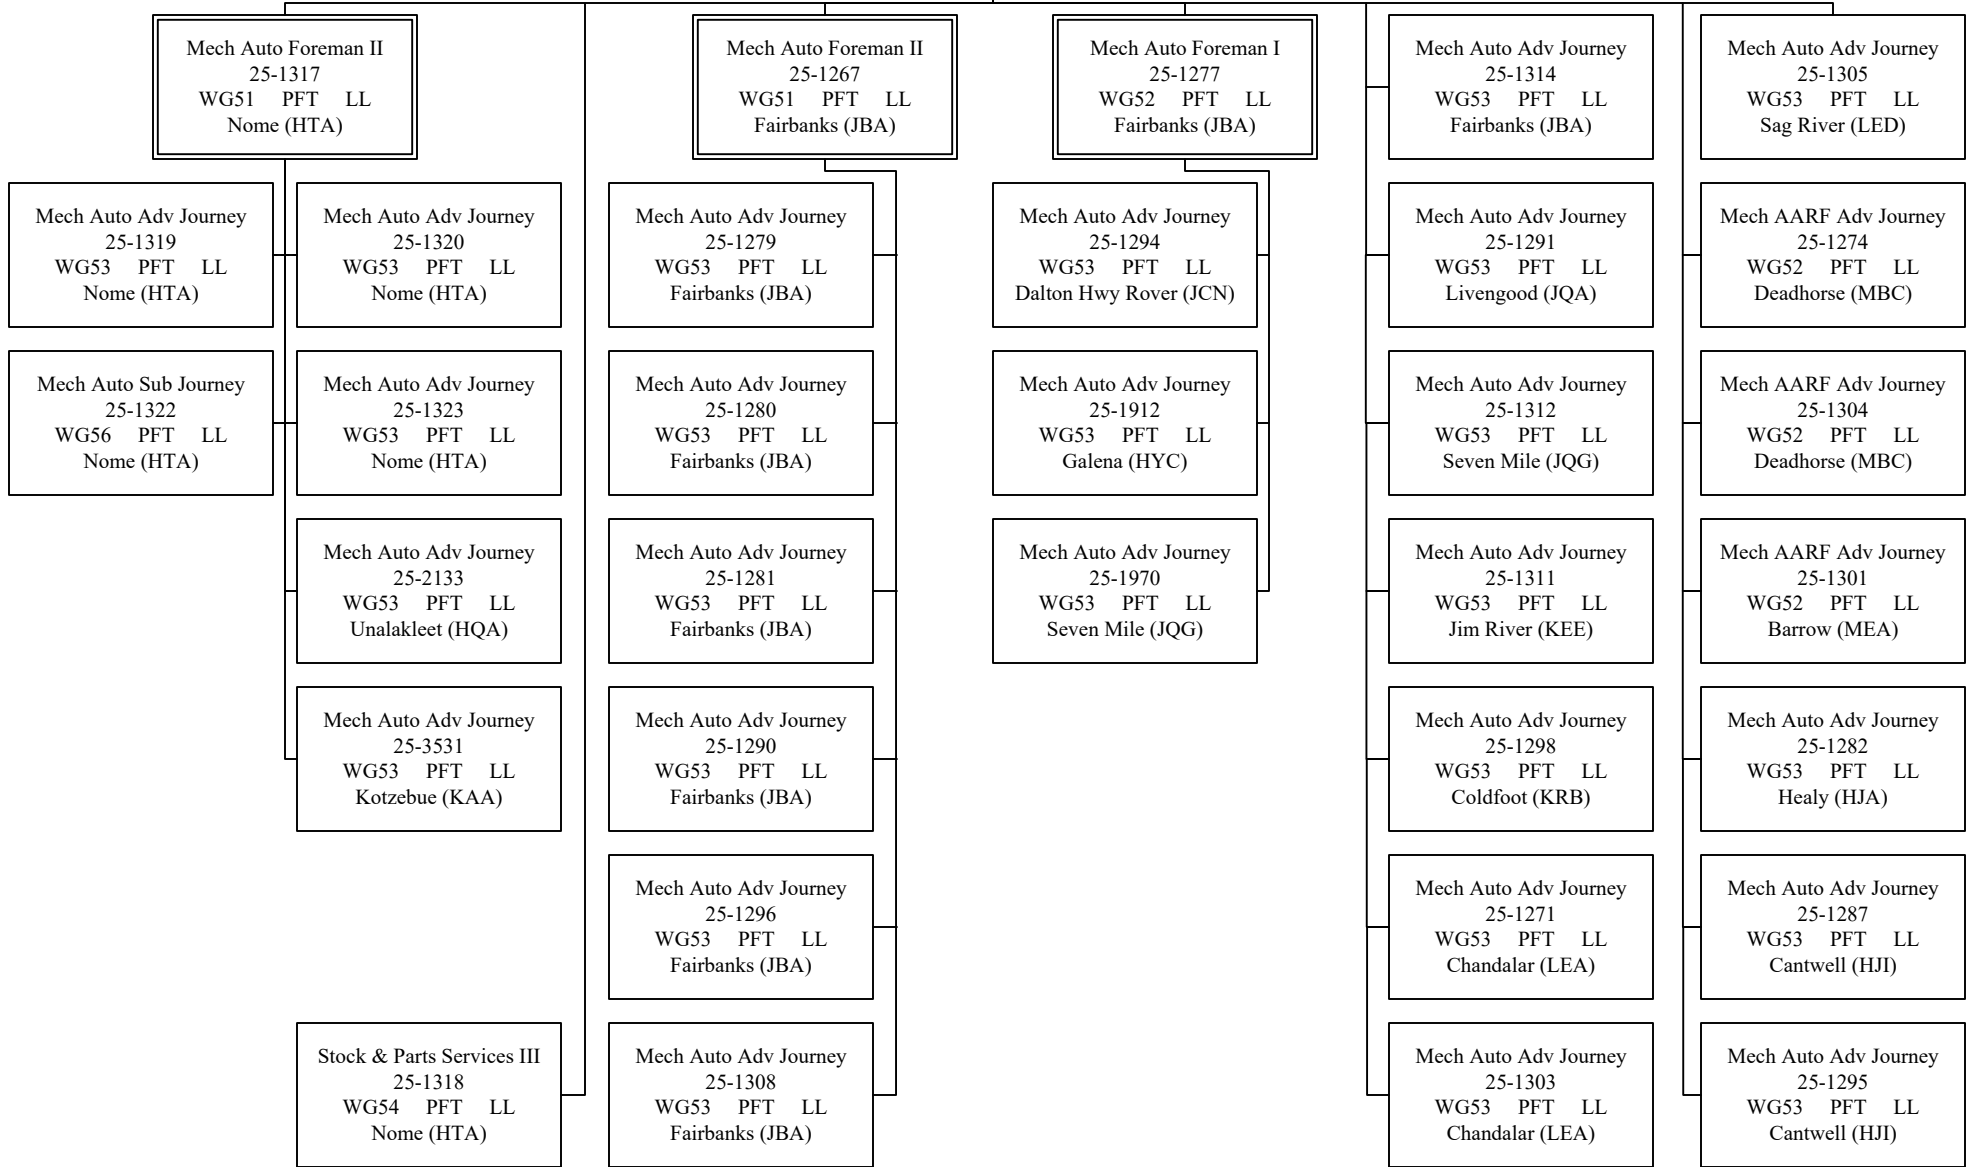 Mech Auto Foreman II
25-1317
WG51 PFT LL
Nome (HTA)
Mech Auto Adv Journey
25-1319
WG53 PFT LL
Nome (HTA)
Mech Auto Sub Journey
25-1322
WG56 PFT LL
Nome (HTA)
Mech Auto Adv Journey
25-1320
WG53 PFT LL
Nome (HTA)
Mech Auto Adv Journey
25-1323
WG53 PFT LL
Nome (HTA)
Mech Auto Adv Journey
25-2133
WG53 PFT LL
Unalakleet (HQA)
Mech Auto Adv Journey
25-3531
WG53 PFT LL
Kotzebue (KAA)
Stock & Parts Services III
25-1318
WG54 PFT LL
Nome (HTA)
Mech Auto Foreman II
25-1267
WG51 PFT LL
Fairbanks (JBA)
Mech Auto Adv Journey
25-1279
WG53 PFT LL
Fairbanks (JBA)
Mech Auto Adv Journey
25-1280
WG53 PFT LL
Fairbanks (JBA)
Mech Auto Adv Journey
25-1281
WG53 PFT LL
Fairbanks (JBA)
Mech Auto Adv Journey
25-1290
WG53 PFT LL
Fairbanks (JBA)
Mech Auto Adv Journey
25-1296
WG53 PFT LL
Fairbanks (JBA)
Mech Auto Adv Journey
25-1308
WG53 PFT LL
Fairbanks (JBA)
Mech Auto Foreman I
25-1277
WG52 PFT LL
Fairbanks (JBA)
Mech Auto Adv Journey
25-1294
WG53 PFT LL
Dalton Hwy Rover (JCN)
Mech Auto Adv Journey
25-1912
WG53 PFT LL
Galena (HYC)
Mech Auto Adv Journey
25-1970
WG53 PFT LL
Seven Mile (JQG)
Mech Auto Adv Journey
25-1314
WG53 PFT LL
Fairbanks (JBA)
Mech Auto Adv Journey
25-1291
WG53 PFT LL
Livengood (JQA)
Mech Auto Adv Journey
25-1312
WG53 PFT LL
Seven Mile (JQG)
Mech Auto Adv Journey
25-1311
WG53 PFT LL
Jim River (KEE)
Mech Auto Adv Journey
25-1298
WG53 PFT LL
Coldfoot (KRB)
Mech Auto Adv Journey
25-1271
WG53 PFT LL
Chandalar (LEA)
Mech Auto Adv Journey
25-1303
WG53 PFT LL
Chandalar (LEA)
Mech Auto Adv Journey
25-1305
WG53 PFT LL
Sag River (LED)
Mech AARF Adv Journey
25-1274
WG52 PFT LL
Deadhorse (MBC)
Mech AARF Adv Journey
25-1304
WG52 PFT LL
Deadhorse (MBC)
Mech AARF Adv Journey
25-1301
WG52 PFT LL
Barrow (MEA)
Mech Auto Adv Journey
25-1282
WG53 PFT LL
Healy (HJA)
Mech Auto Adv Journey
25-1287
WG53 PFT LL
Cantwell (HJI)
Mech Auto Adv Journey
25-1295
WG53 PFT LL
Cantwell (HJI)